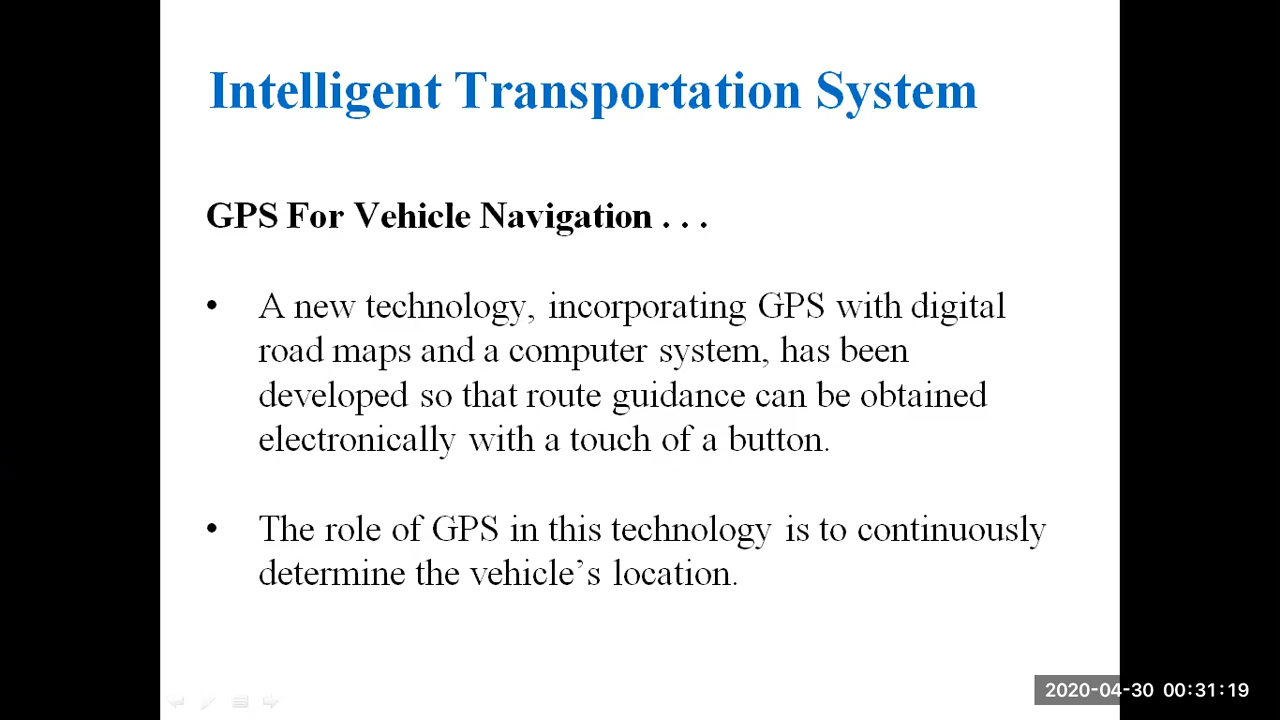 Intelligent Transportation System
GPS For Vehicle Navigation . . .
• A new technology, incorporating GPS with digital
road maps and a computer system, has been
developed so that route guidance can be obtained
electronically with a touch of a button.
• The role of GPS in this technology is to continuously
determine the vehicle’s location.
2020-04-30 00:31:19